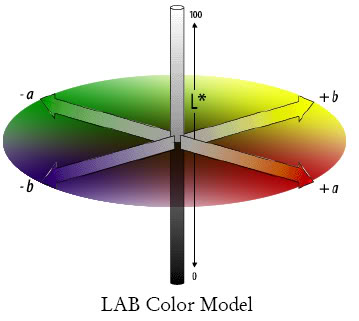 100
- a
L*
+ b
- b
+ a
0
LAB Color Model